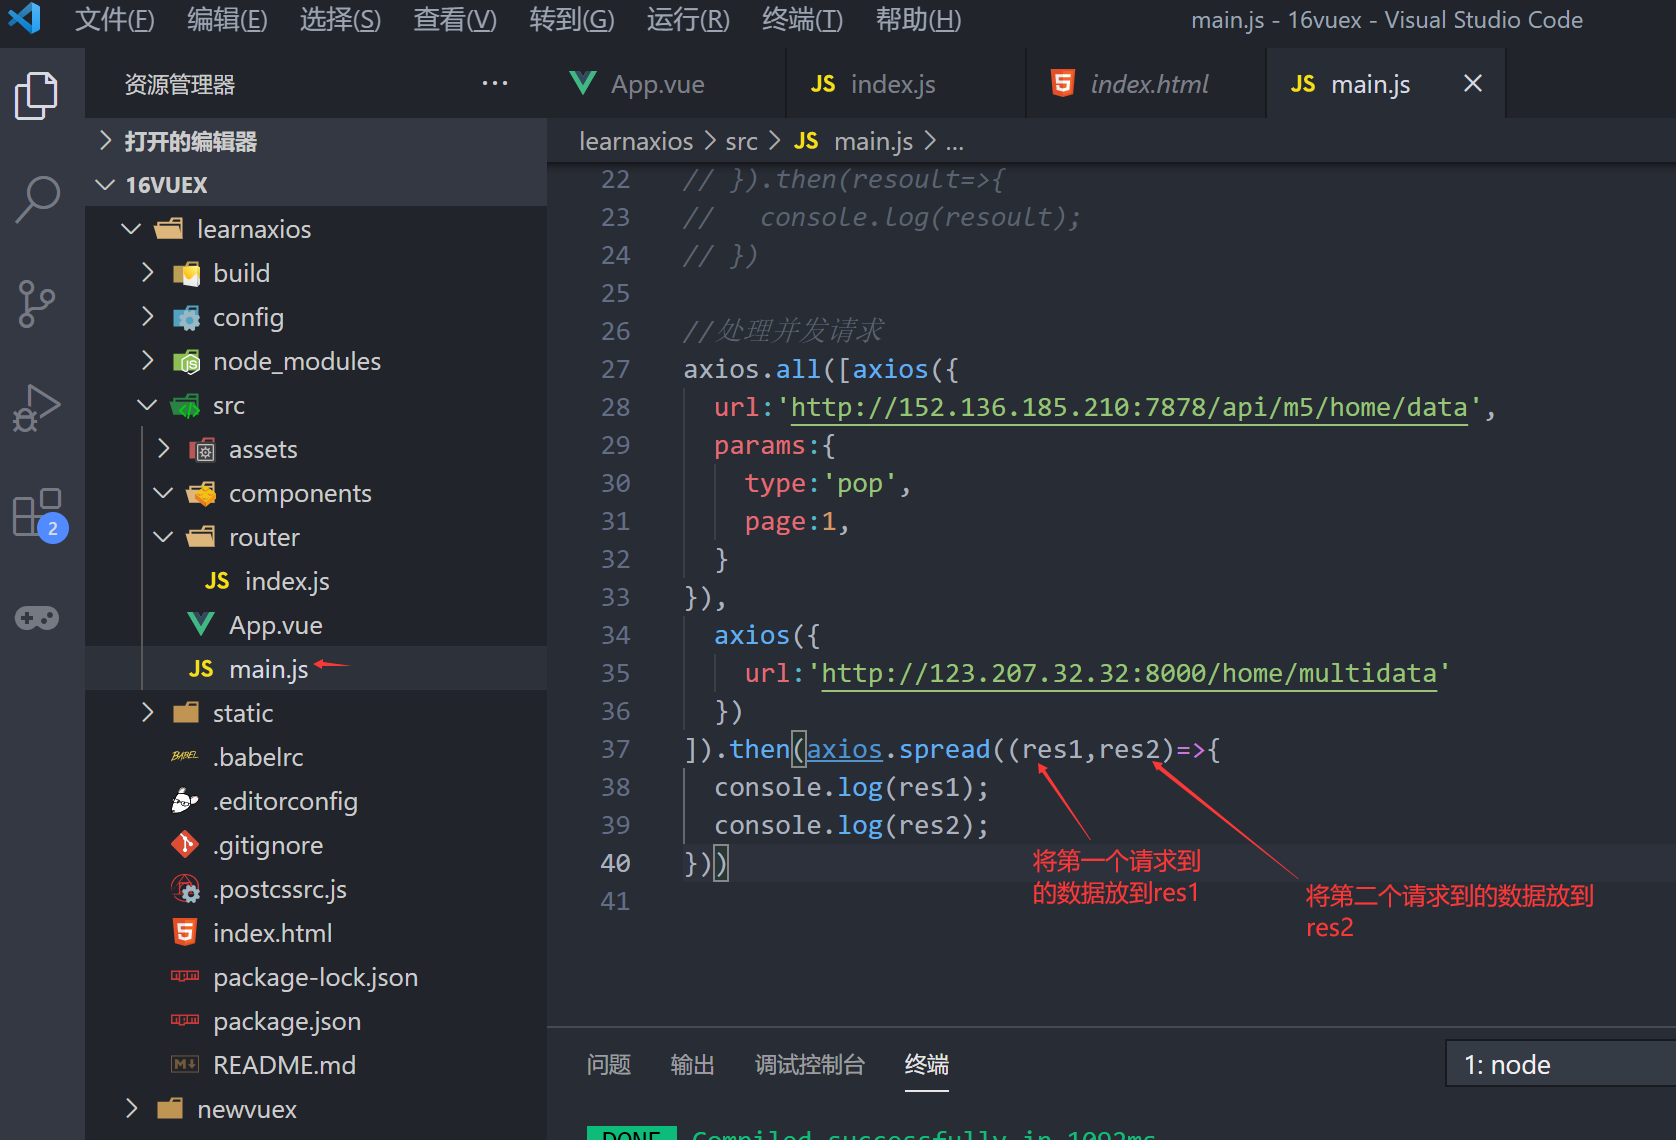 文件(F) 编辑(E) 选择(S) 查看(V) 转到(G) 运行(R) 终端(T) 帮助(H) main.js - 16vuex - Visual Studio Code
资源管理器 ···
App.vue JS index.js index.html JS main.js
打开的编辑器
learnaxios > src > JS main.js > ...
16VUEX
learnaxios
build
config
node_modules
src
assets
components
router
JS index.js
App.vue
JS main.js
static
BABEL .babelrc
.editorconfig
.gitignore
.postcssrc.js
index.html
package-lock.json
package.json
README.md
newvuex
2
22 // }).then(resoult=>{
23 //   console.log(resoult);
24 // })
25
26 //处理并发请求
27 axios.all([axios({
28   url:'http://152.136.185.210:7878/api/m5/home/data',
29   params:{
30     type:'pop',
31     page:1,
32   }
33 }),
34   axios({
35     url:'http://123.207.32.32:8000/home/multidata'
36   })
37 ]).then(axios.spread((res1,res2)=>{
38   console.log(res1);
39   console.log(res2);
40 }))
41
将第一个请求到
的数据放到res1
将第二个请求到的数据放到
res2
问题 输出 调试控制台 终端 1: node
DONE Compiled successfully in 1092ms